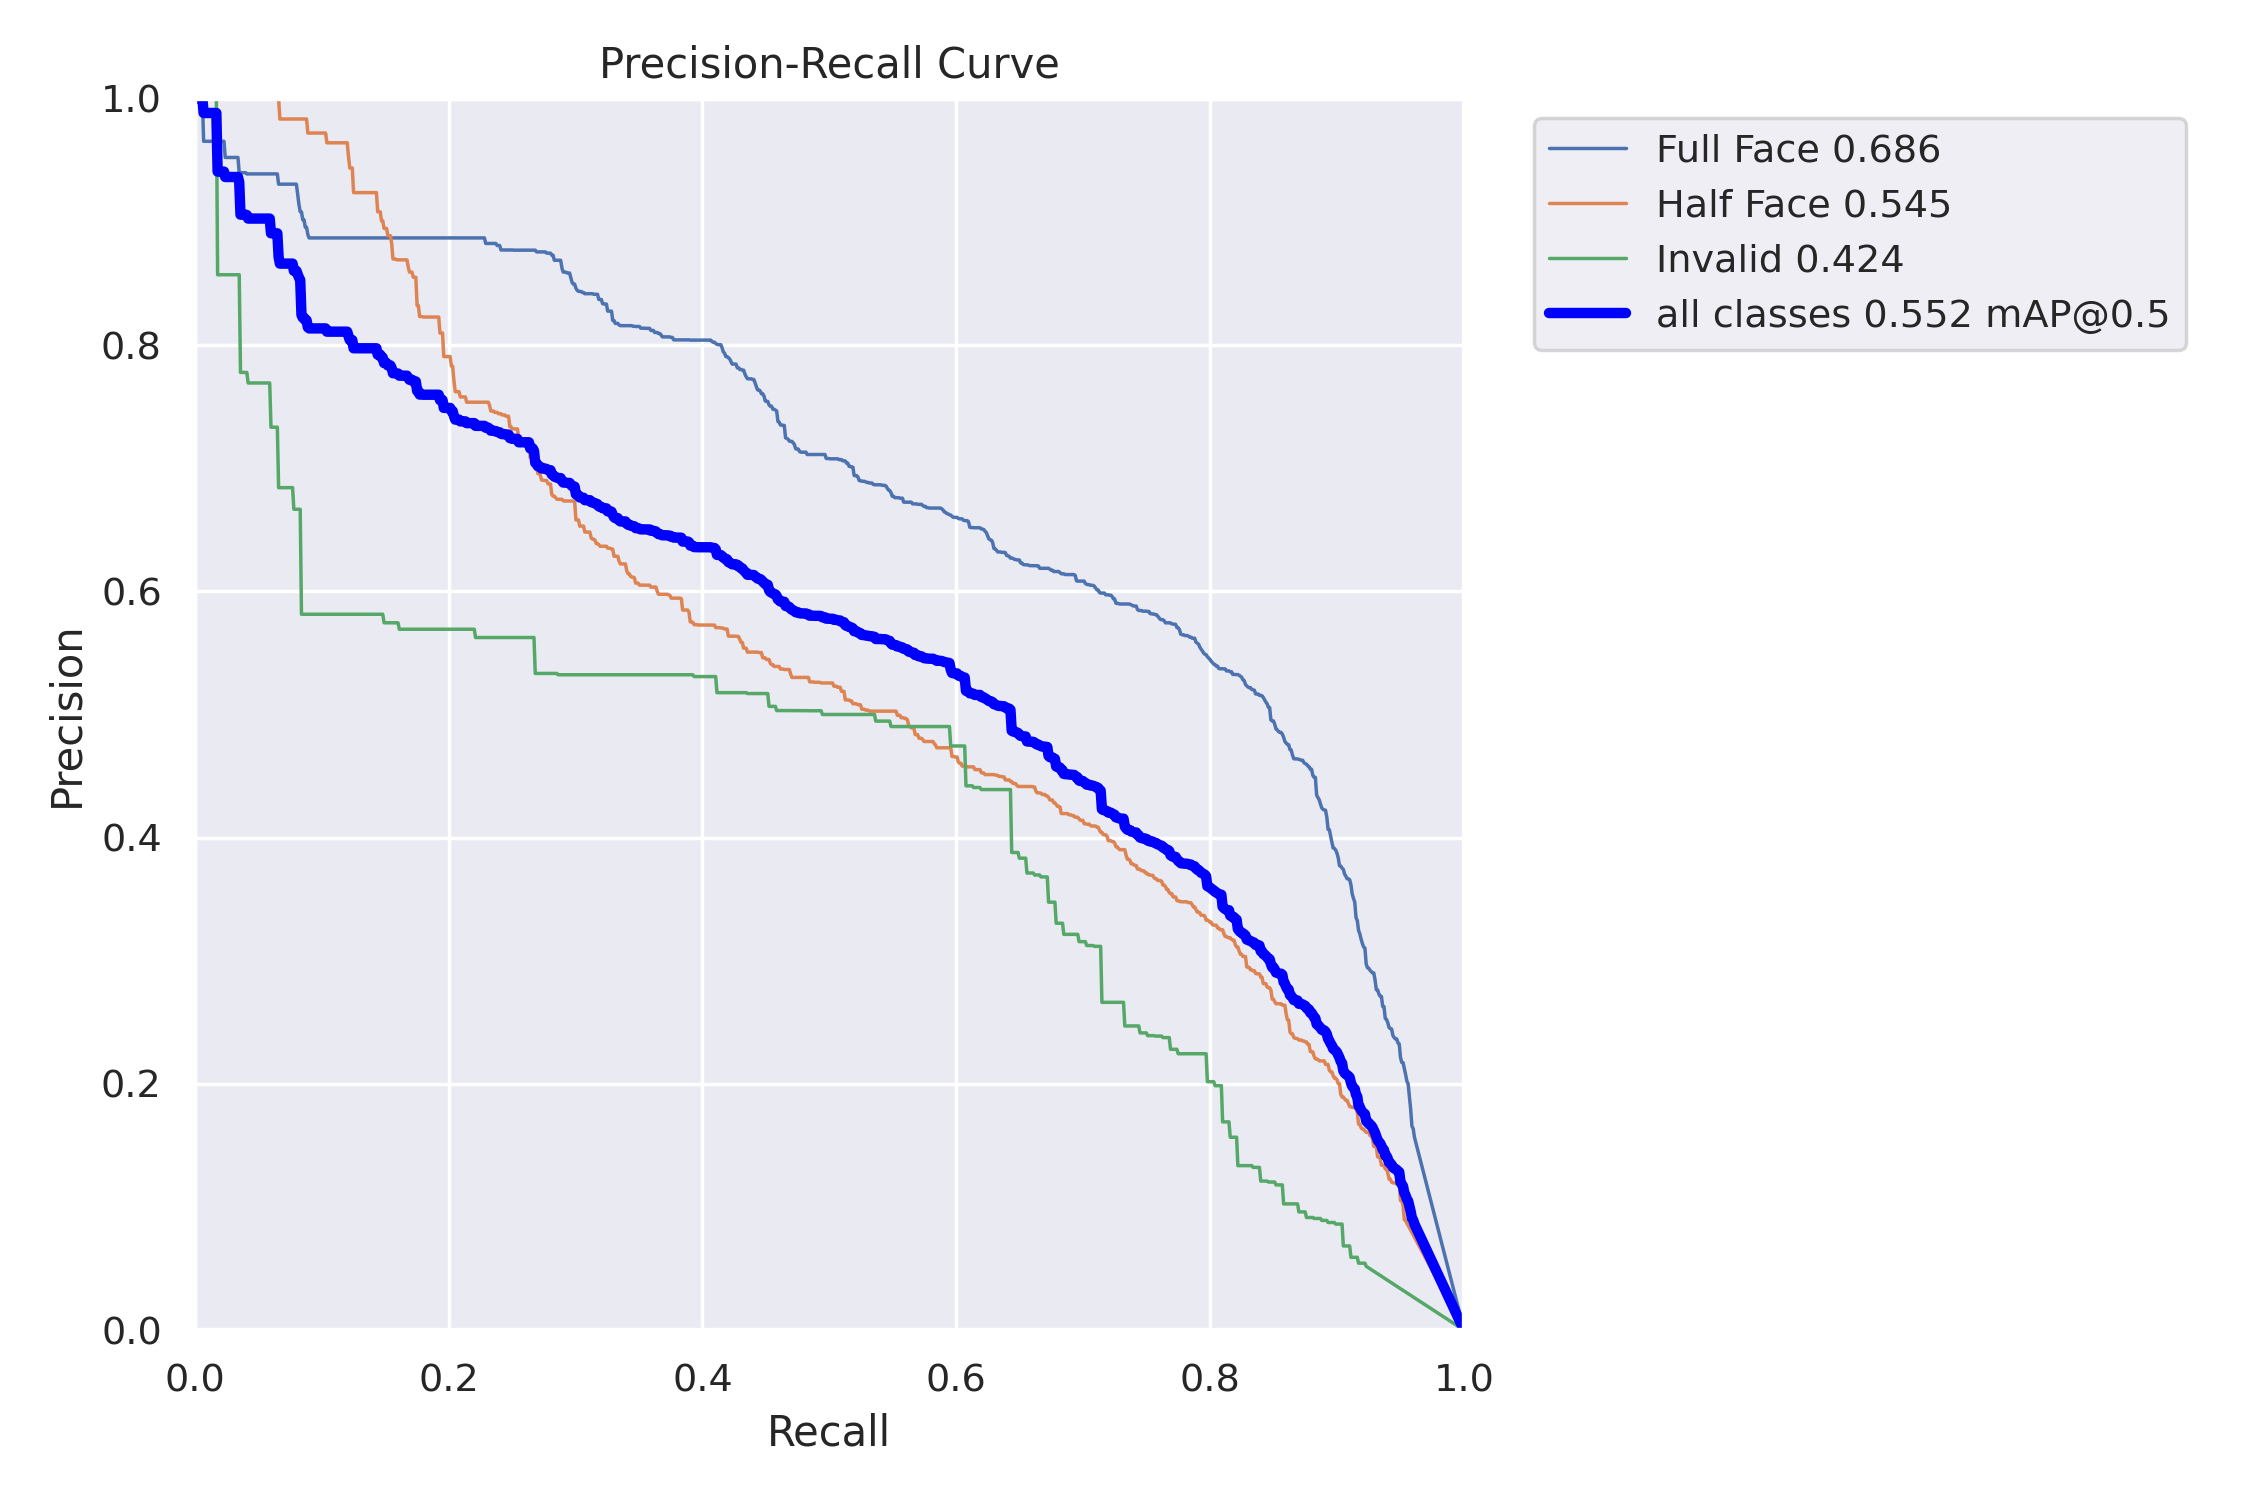 Precision-Recall Curve
1.0
0.8
0.6
0.4
0.2
0.0
Precision
0.0 0.2 0.4 0.6 0.8 1.0
Recall
Full Face 0.686
Half Face 0.545
Invalid 0.424
all classes 0.552 mAP@0.5